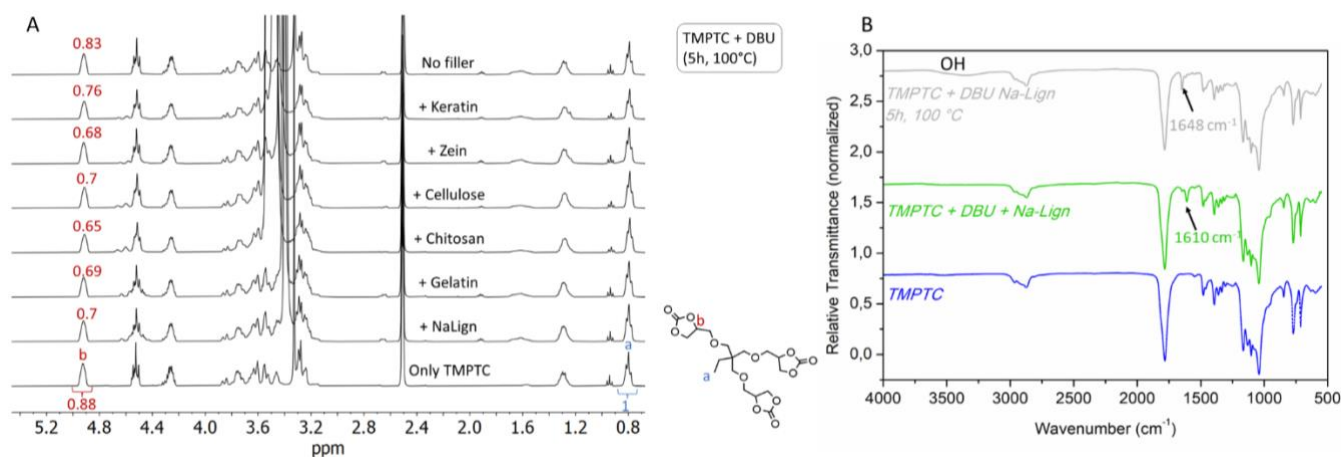 A
0.83
No filler
0.76
+ Keratin
0.68
+ Zein
0.7
+ Cellulose
0.65
+ Chitosan
0.69
+ Gelatin
0.7
+ NaLign
a
b
Only TMPTC
0.88
1
5.2 4.8 4.4 4.0 3.6 3.2 2.8 2.4 2.0 1.6 1.2 0.8
ppm
TMPTC + DBU
(5h, 100°C)
O
O
O
b
O
O
O
O
O
O
O
O
O
a
B
Relative Transmittance (normalized)
3,0
2,5
2,0
1,5
1,0
0,5
0,0
OH
TMPTC + DBU Na-Lign
5h, 100 °C
1648 cm⁻¹
TMPTC + DBU + Na-Lign
1610 cm⁻¹
TMPTC
4000 3500 3000 2500 2000 1500 1000 500
Wavenumber (cm⁻¹)